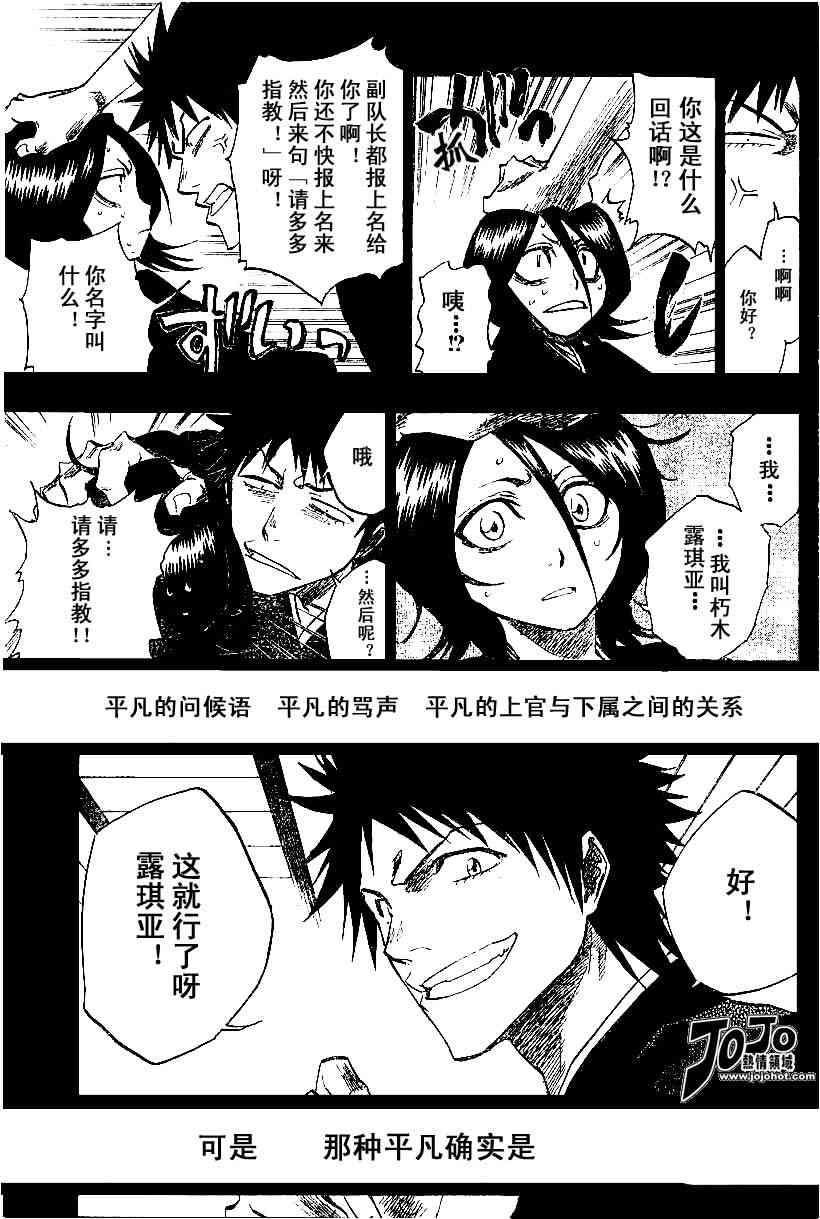 …啊啊
你好？
你这是什么
回话啊!?
抓
咦
…!?
副队长都报上名给
你了啊！
你还不快报上名来
然后来句「请多多
指教！」呀！
ずいっ
你名字叫
什么！
…我…
…我叫朽木
露琪亚…
哦
…然后呢？
请…
请多多指教!!
平凡的问候语　平凡的骂声　平凡的上官与下属之间的关系
好！
这就行了呀
露琪亚！
JOJO
熱情領域
www.jojohot.com
可是　　那种平凡确实是